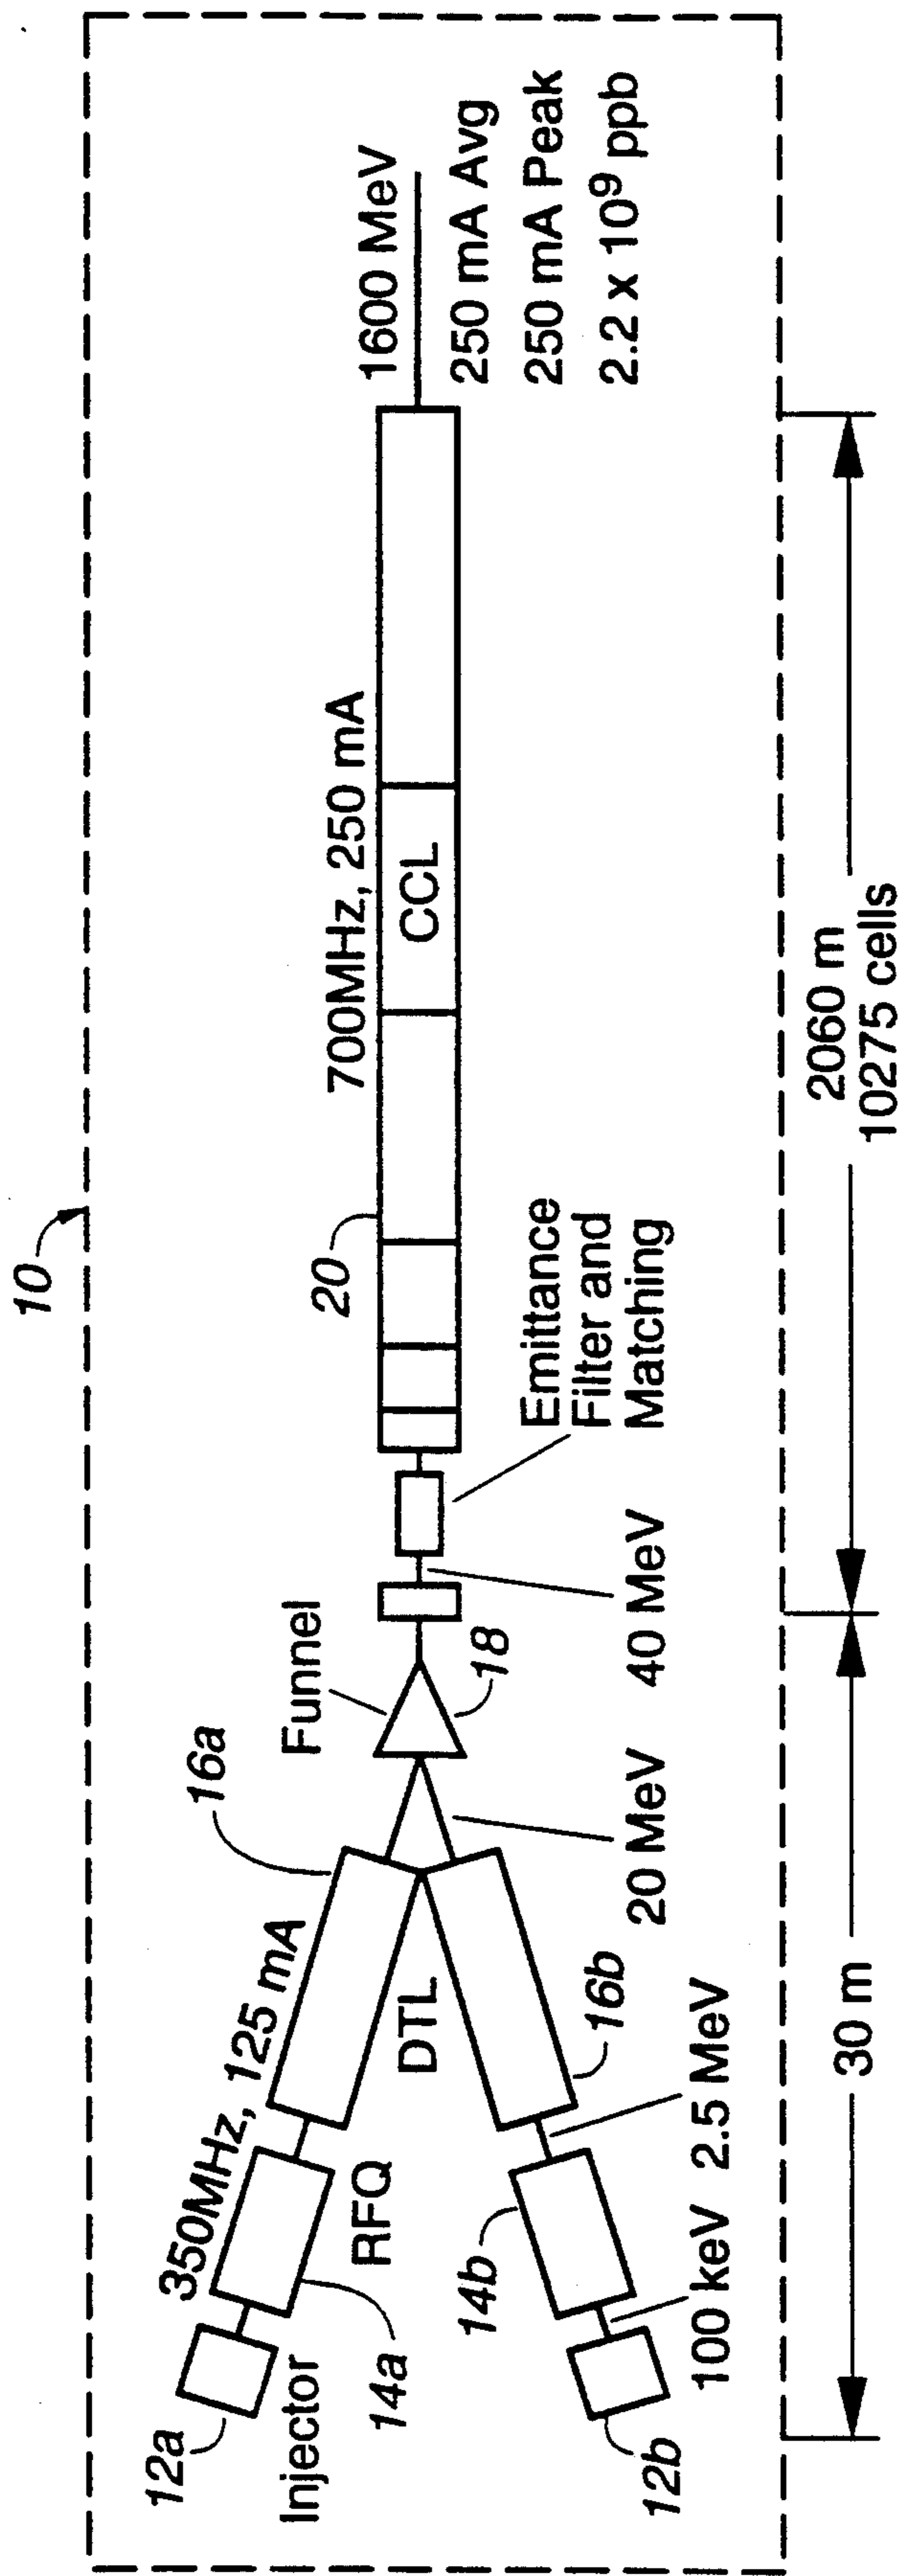 10
12a
Injector
350MHz, 125 mA
14a
RFQ
16a
DTL
Funnel
18
20
700MHz, 250 mA
CCL
1600 MeV
250 mA Avg
250 mA Peak
2.2 x 10⁹ ppb
Emittance
Filter and
Matching
12b
14b
16b
100 keV
2.5 MeV
20 MeV
40 MeV
30 m
2060 m
10275 cells